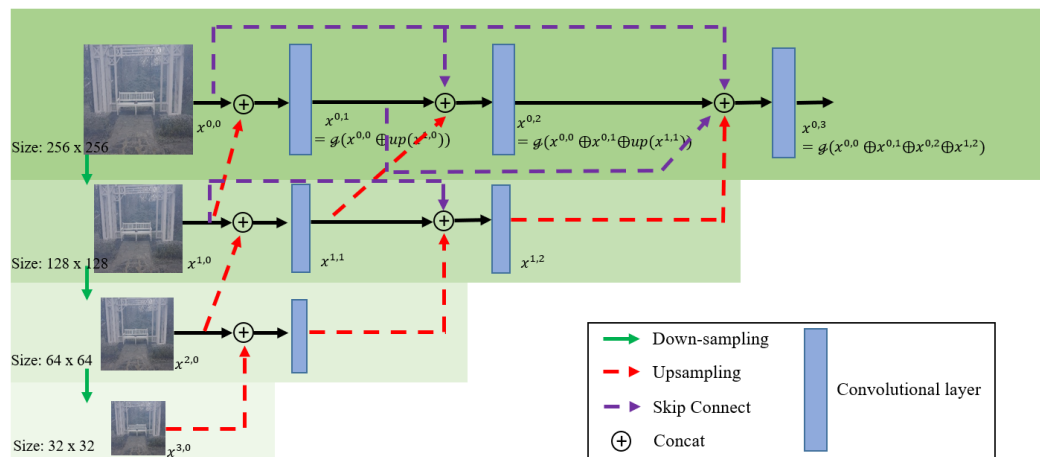 x^{0,0}
x^{0,1}
= ℊ(x^{0,0} ⊕up(x^{1,0}))
x^{0,2}
= ℊ(x^{0,0} ⊕x^{0,1}⊕up(x^{1,1}))
x^{0,3}
= ℊ(x^{0,0} ⊕x^{0,1}⊕x^{0,2}⊕x^{1,2})
Size: 256 x 256
x^{1,0}
x^{1,1}
x^{1,2}
Size: 128 x 128
x^{2,0}
Size: 64 x 64
x^{3,0}
Size: 32 x 32
Down-sampling
Upsampling
Skip Connect
Concat
Convolutional layer